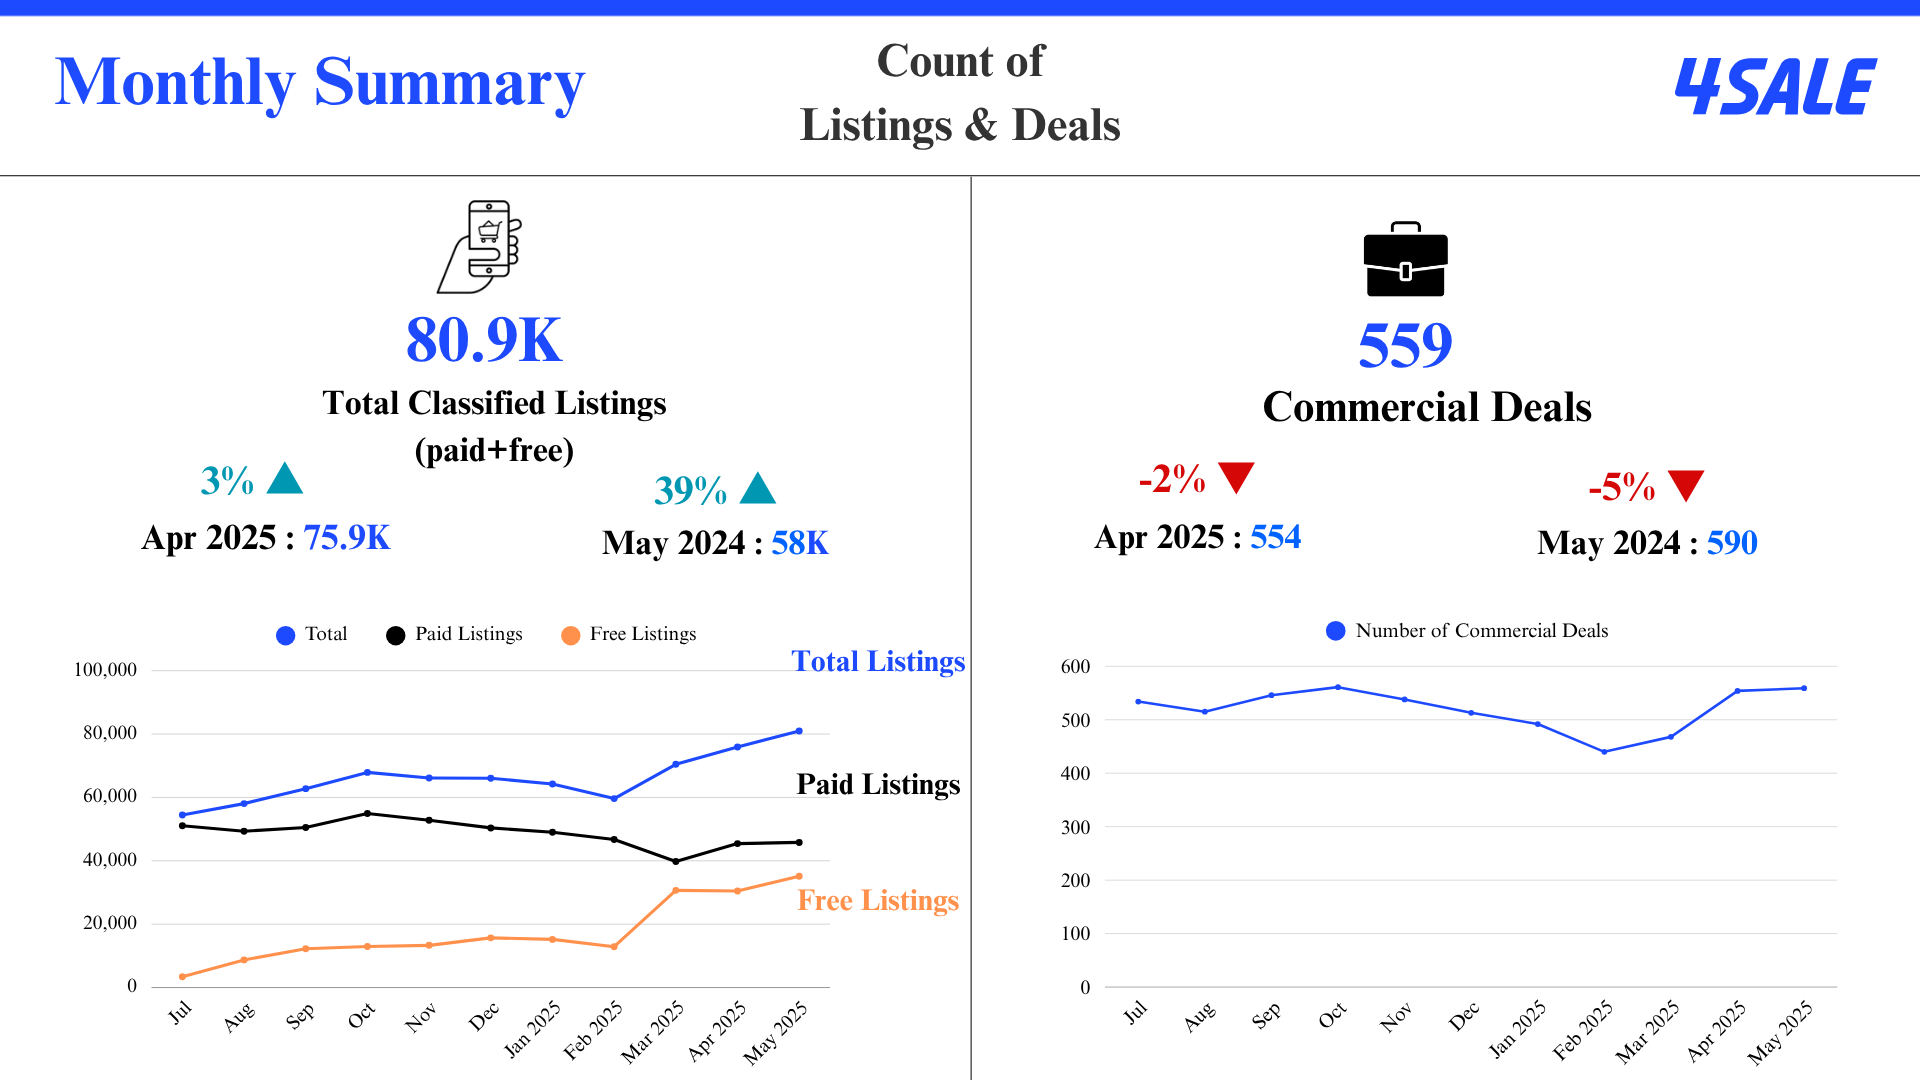 Monthly Summary
Count of
Listings & Deals
4SALE
80.9K
Total Classified Listings
(paid+free)
3%
Apr 2025 : 75.9K
39%
May 2024 : 58K
Total
Paid Listings
Free Listings
100,000
80,000
60,000
40,000
20,000
0
Total Listings
Paid Listings
Free Listings
Jul
Aug
Sep
Oct
Nov
Dec
Jan 2025
Feb 2025
Mar 2025
Apr 2025
May 2025
559
Commercial Deals
-2%
Apr 2025 : 554
-5%
May 2024 : 590
Number of Commercial Deals
600
500
400
300
200
100
0
Jul
Aug
Sep
Oct
Nov
Dec
Jan 2025
Feb 2025
Mar 2025
Apr 2025
May 2025